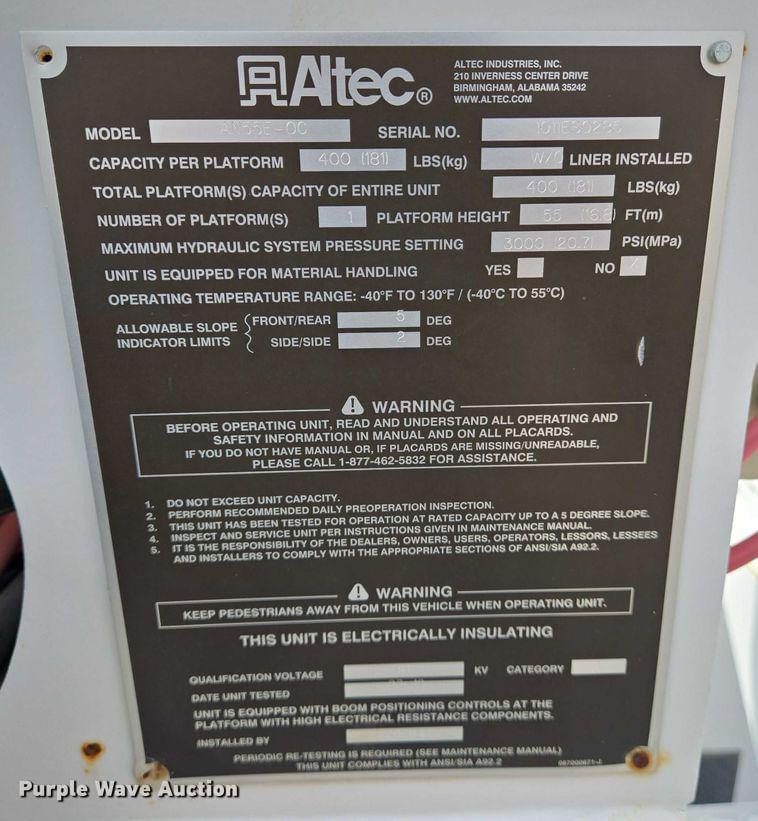 Altec®
ALTEC INDUSTRIES, INC.
210 INVERNESS CENTER DRIVE
BIRMINGHAM, ALABAMA 35242
WWW.ALTEC.COM
MODEL AN55E-OC SERIAL NO.
CAPACITY PER PLATFORM 400 (181) LBS(kg) W/O LINER INSTALLED
TOTAL PLATFORM(S) CAPACITY OF ENTIRE UNIT 400 (181) LBS(kg)
NUMBER OF PLATFORM(S) 1 PLATFORM HEIGHT 55 (16.8) FT(m)
MAXIMUM HYDRAULIC SYSTEM PRESSURE SETTING 3,000 (20.7) PSI(MPa)
UNIT IS EQUIPPED FOR MATERIAL HANDLING YES NO
OPERATING TEMPERATURE RANGE: -40°F TO 130°F / (-40°C TO 55°C)
ALLOWABLE SLOPE
INDICATOR LIMITS
FRONT/REAR 5 DEG
SIDE/SIDE 2 DEG
WARNING
BEFORE OPERATING UNIT, READ AND UNDERSTAND ALL OPERATING AND
SAFETY INFORMATION IN MANUAL AND ON ALL PLACARDS.
IF YOU DO NOT HAVE MANUAL OR, IF PLACARDS ARE MISSING/UNREADABLE,
PLEASE CALL 1-877-462-5832 FOR ASSISTANCE.
1. DO NOT EXCEED UNIT CAPACITY.
2. PERFORM RECOMMENDED DAILY PREOPERATION INSPECTION.
3. THIS UNIT HAS BEEN TESTED FOR OPERATION AT RATED CAPACITY UP TO A 5 DEGREE SLOPE.
4. INSPECT AND SERVICE UNIT PER INSTRUCTIONS GIVEN IN MAINTENANCE MANUAL.
5. IT IS THE RESPONSIBILITY OF THE DEALERS, OWNERS, USERS, OPERATORS, LESSORS, LESSEES
AND INSTALLERS TO COMPLY WITH THE APPROPRIATE SECTIONS OF ANSI/SIA A92.2.
WARNING
KEEP PEDESTRIANS AWAY FROM THIS VEHICLE WHEN OPERATING UNIT.
THIS UNIT IS ELECTRICALLY INSULATING
QUALIFICATION VOLTAGE KV CATEGORY
DATE UNIT TESTED
UNIT IS EQUIPPED WITH BOOM POSITIONING CONTROLS AT THE
PLATFORM WITH HIGH ELECTRICAL RESISTANCE COMPONENTS.
INSTALLED BY
PERIODIC RE-TESTING IS REQUIRED (SEE MAINTENANCE MANUAL)
THIS UNIT COMPLIES WITH ANSI/SIA A92.2
Purple Wave Auction